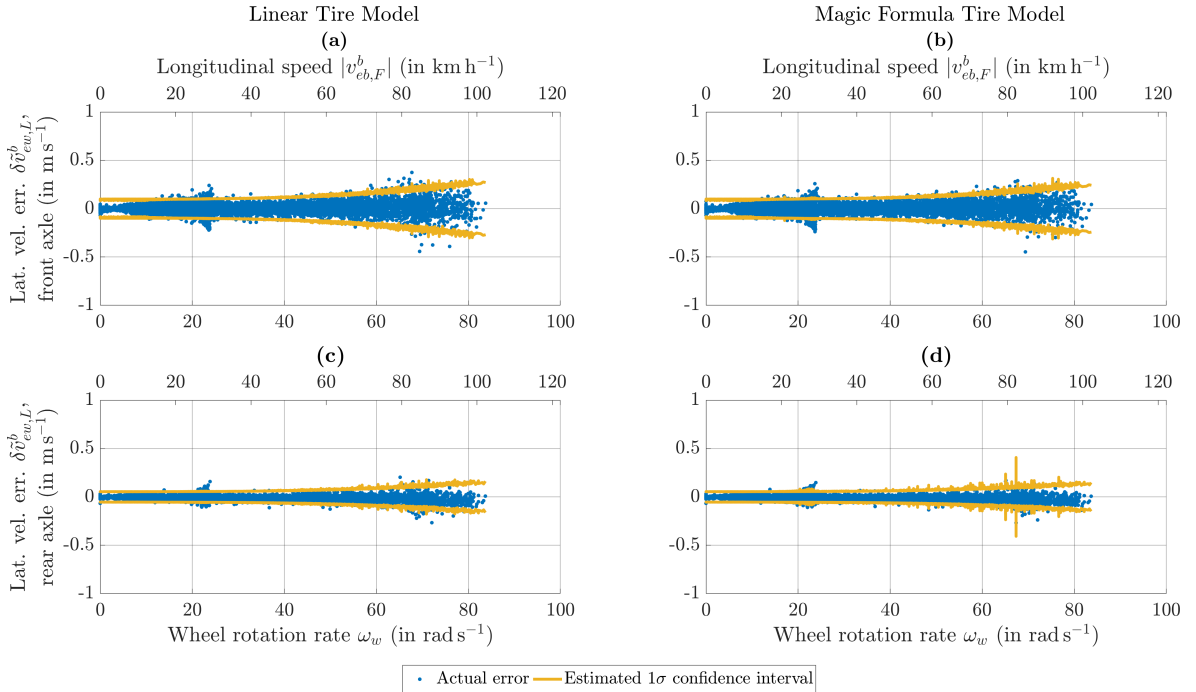 Linear Tire Model
Magic Formula Tire Model
(a)
(b)
Longitudinal speed |v^b_{eb,F}| (in km h⁻¹)
Longitudinal speed |v^b_{eb,F}| (in km h⁻¹)
0 20 40 60 80 100 120
0 20 40 60 80 100 120
Lat. vel. err. δṽ^b_{ew,L},
front axle (in m s⁻¹)
1
0.5
0
-0.5
-1
1
0.5
0
-0.5
-1
0 20 40 60 80 100
0 20 40 60 80 100
(c)
(d)
0 20 40 60 80 100 120
0 20 40 60 80 100 120
Lat. vel. err. δṽ^b_{ew,L},
rear axle (in m s⁻¹)
1
0.5
0
-0.5
-1
1
0.5
0
-0.5
-1
0 20 40 60 80 100
0 20 40 60 80 100
Wheel rotation rate ω_w (in rad s⁻¹)
Wheel rotation rate ω_w (in rad s⁻¹)
Actual error
Estimated 1σ confidence interval